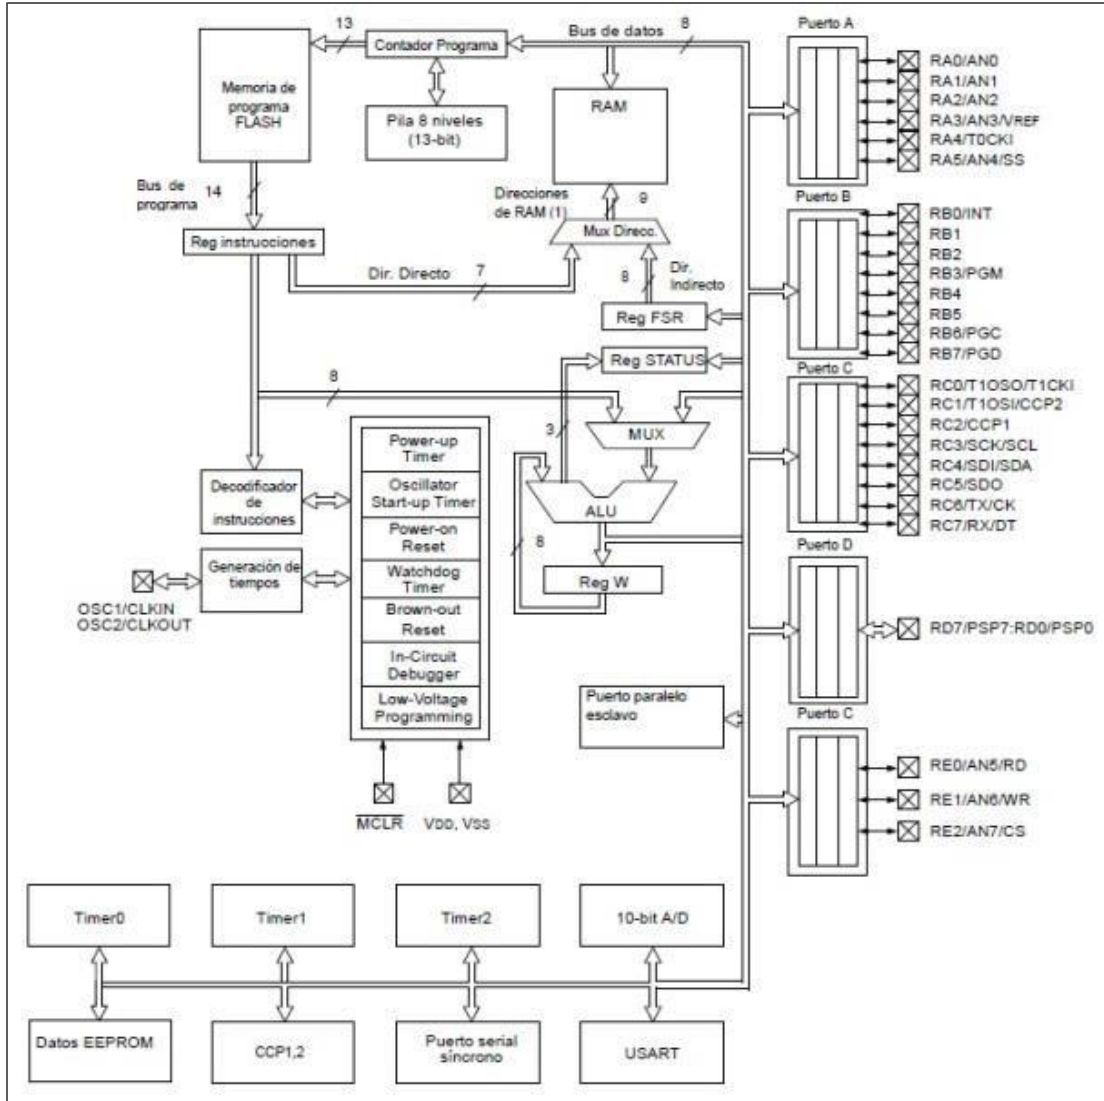 13
Contador Programa
Bus de datos
8
Puerto A
Memoria de
programa
FLASH
Pila 8 niveles
(13-bit)
RAM
RA0/AN0
RA1/AN1
RA2/AN2
RA3/AN3/VREF
RA4/T0CKI
RA5/AN4/SS
Bus de
programa
14
Direcciones
de RAM (1)
9
Puerto B
Reg instrucciones
Mux Direcc.
RB0/INT
RB1
RB2
RB3/PGM
RB4
RB5
RB6/PGC
RB7/PGD
Dir. Directo
7
8
Dir.
Indirecto
Reg FSR
Reg STATUS
Puerto C
8
3
MUX
RC0/T1OSO/T1CKI
RC1/T1OSI/CCP2
RC2/CCP1
RC3/SCK/SCL
RC4/SDI/SDA
RC5/SDO
RC6/TX/CK
RC7/RX/DT
Power-up
Timer
Oscillator
Start-up Timer
Power-on
Reset
Watchdog
Timer
Brown-out
Reset
In-Circuit
Debugger
Low-Voltage
Programming
Decodificador
de
instrucciones
ALU
8
Reg W
Generación de
tiempos
OSC1/CLKIN
OSC2/CLKOUT
Puerto D
RD7/PSP7:RD0/PSP0
Puerto paralelo
esclavo
Puerto C
RE0/AN5/RD
RE1/AN6/WR
RE2/AN7/CS
MCLR
VDD, VSS
Timer0
Timer1
Timer2
10-bit A/D
Datos EEPROM
CCP1,2
Puerto serial
síncrono
USART